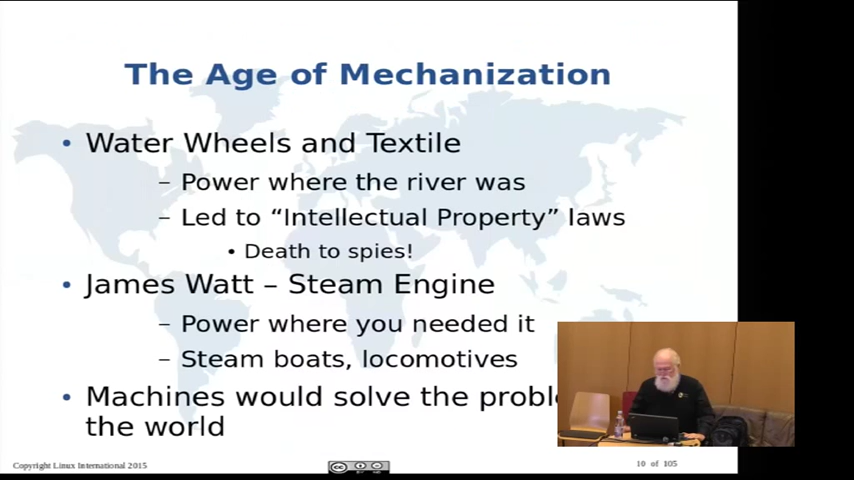 The Age of Mechanization
• Water Wheels and Textile
– Power where the river was
– Led to “Intellectual Property” laws
• Death to spies!
• James Watt – Steam Engine
– Power where you needed it
– Steam boats, locomotives
• Machines would solve the proble
the world
Copyright Linux International 2015
10 of 105